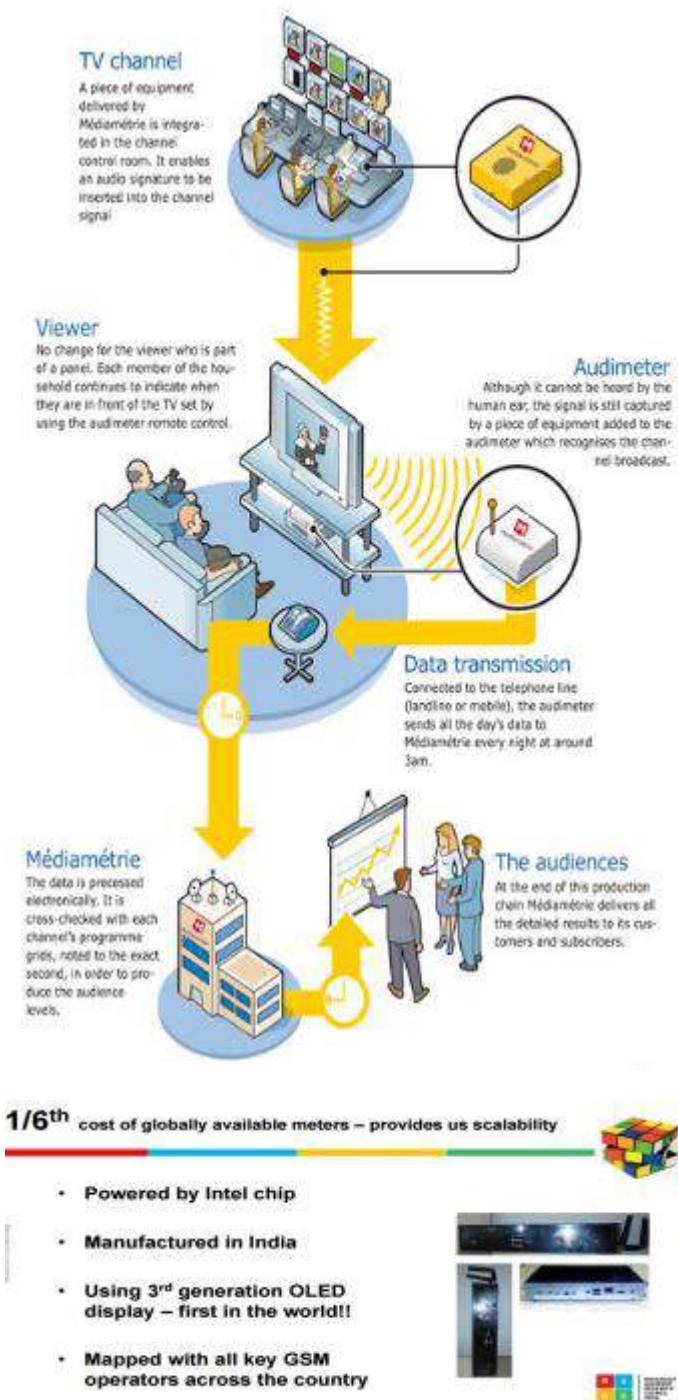 TV channel
A piece of equipment
delivered by
Médiamétrie is integra-
ted in the channel
control room. It enables
an audio signature to be
inserted into the channel
signal
Viewer
No change for the viewer who is part
of a panel. Each member of the hou-
sehold continues to indicate when
they are in front of the TV set by
using the audimeter remote control.
Audimeter
Although it cannot be heard by the
human ear, the signal is still captured
by a piece of equipment added to the
audimeter which recognises the chan-
nel broadcast.
Data transmission
Connected to the telephone line
(landline or mobile), the audimeter
sends all the day's data to
Médiamétrie every night at around
3am.
Médiamétrie
The data is processed
electronically. It is
cross-checked with each
channel's programme
grids, noted to the exact
second, in order to pro-
duce the audience
levels.
The audiences
At the end of this production
chain Médiamétrie delivers all
the detailed results to its cus-
tomers and subscribers.
1/6th cost of globally available meters – provides us scalability
• Powered by Intel chip
• Manufactured in India
• Using 3rd generation OLED
display – first in the world!!
• Mapped with all key GSM
operators across the country